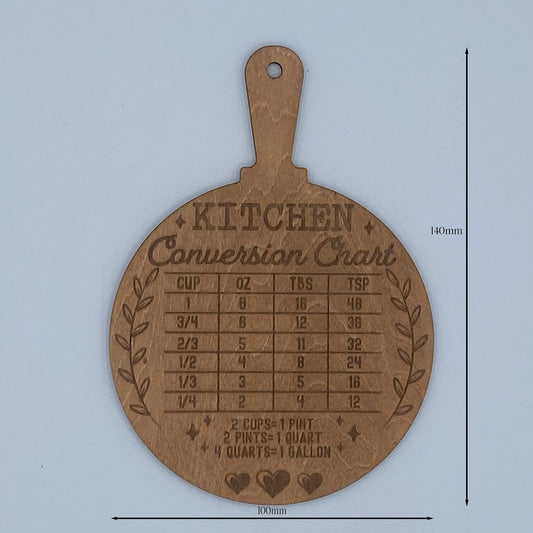 KITCHEN
Conversion Chart
CUP OZ TBS TSP
1 8 16 48
3/4 6 12 36
2/3 5 11 32
1/2 4 8 24
1/3 3 5 16
1/4 2 4 12
2 CUPS=1 PINT
2 PINTS=1 QUART
4 QUARTS=1 GALLON
140mm
100mm